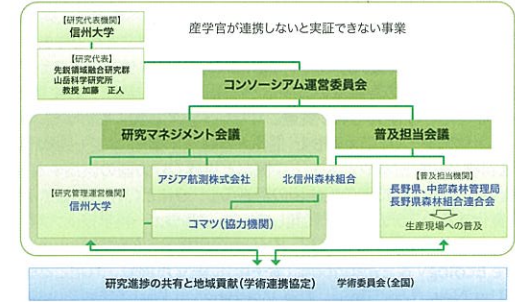 【研究代表機関】
信州大学
産学官が連携しないと実証できない事業
【研究代表】
先鋭領域融合研究群
山岳科学研究所
教授 加藤 正人
コンソーシアム運営委員会
研究マネジメント会議
普及担当会議
【研究管理運営機関】
信州大学
アジア航測株式会社
北信州森林組合
コマツ(協力機関)
【普及担当機関】
長野県、中部森林管理局
長野県森林組合連合会
生産現場への普及
研究進捗の共有と地域貢献(学術連携協定) 学術委員会(全国)